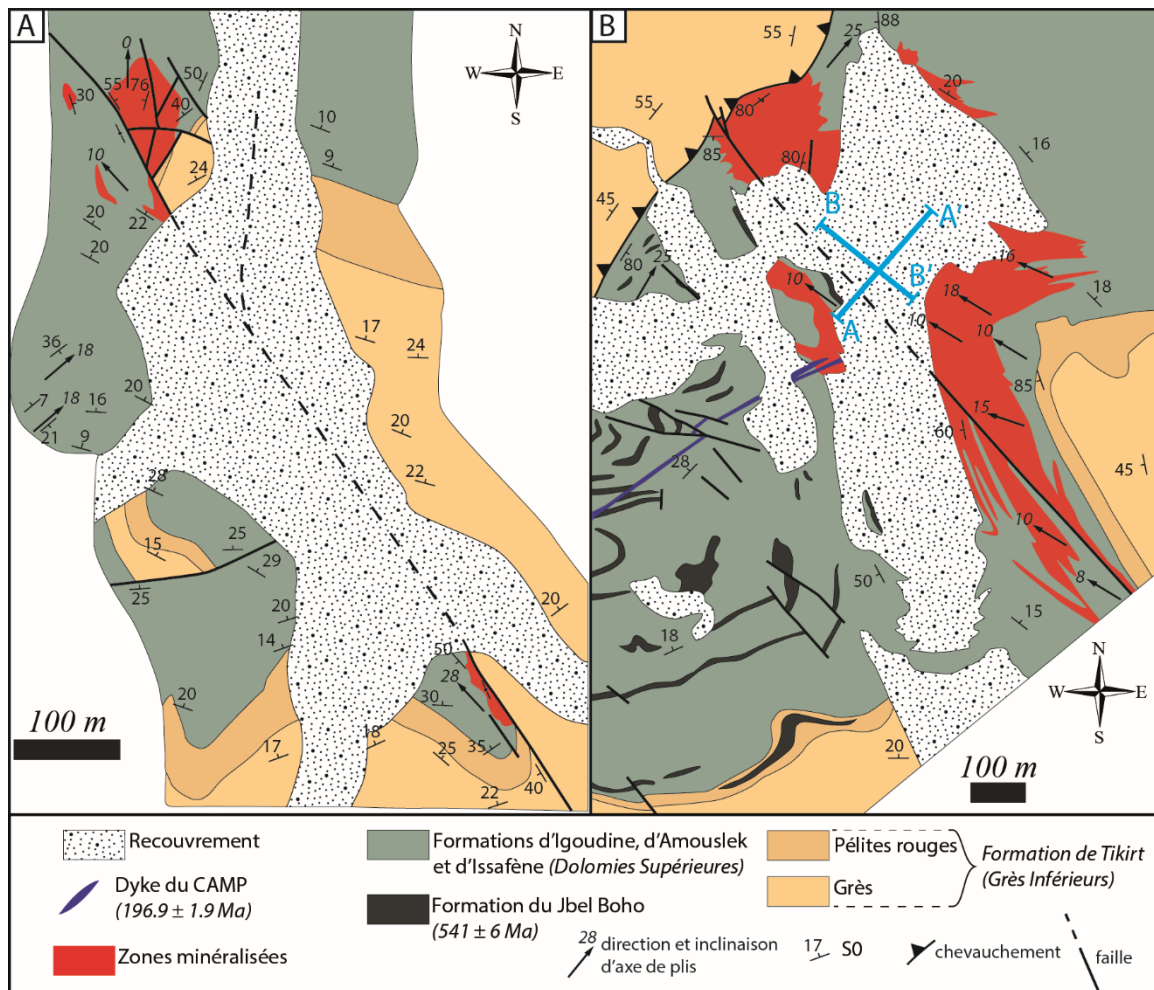 A
0
N
W
E
S
50
55
76
30
40
10
9
24
10
22
20
20
17
24
36
18
7
18
16
20
21
9
20
22
28
25
15
29
25
20
14
20
50
30
28
20
17
18
25
35
22
40
100 m
B
88
25
55
20
55
80
85
80
16
45
B
A'
80
25
10
B'
16
18
18
A
10
10
85
15
60
45
28
10
50
8
15
18
20
N
W
E
S
100 m
Recouvrement
Dyke du CAMP
(196.9 ± 1.9 Ma)
Zones minéralisées
Formations d'Igoudine, d'Amouslek
et d'Issafène (Dolomies Supérieures)
Formation du Jbel Boho
(541 ± 6 Ma)
28 direction et inclinaison
d'axe de plis
Pélites rouges
Grès
Formation de Tikirt
(Grès Inférieurs)
17 S0
chevauchement
faille